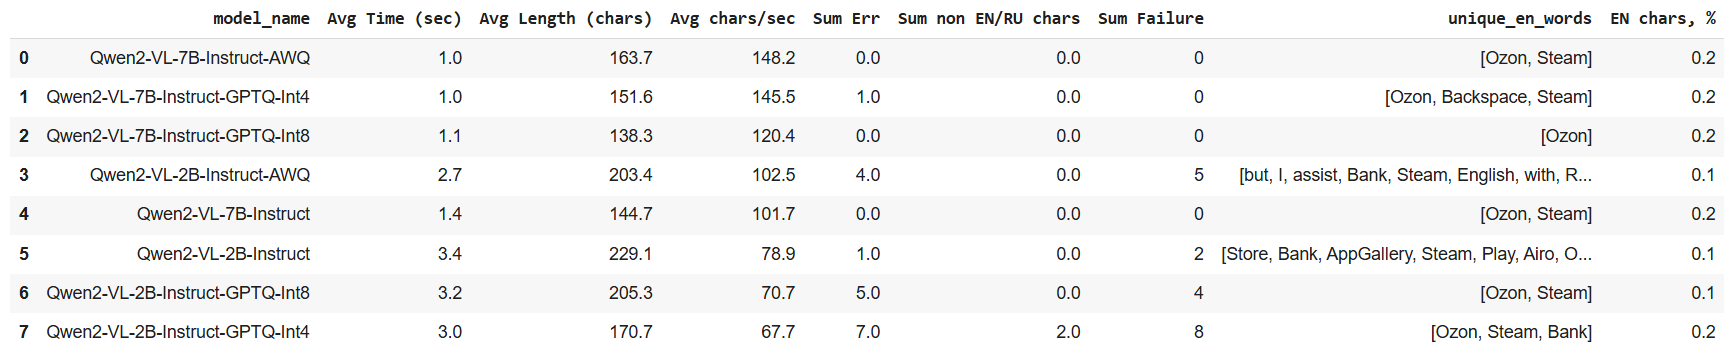 model_name Avg Time (sec) Avg Length (chars) Avg chars/sec Sum Err Sum non EN/RU chars Sum Failure unique_en_words EN chars, %
0 Qwen2-VL-7B-Instruct-AWQ 1.0 163.7 148.2 0.0 0.0 0 [Ozon, Steam] 0.2
1 Qwen2-VL-7B-Instruct-GPTQ-Int4 1.0 151.6 145.5 1.0 0.0 0 [Ozon, Backspace, Steam] 0.2
2 Qwen2-VL-7B-Instruct-GPTQ-Int8 1.1 138.3 120.4 0.0 0.0 0 [Ozon] 0.2
3 Qwen2-VL-2B-Instruct-AWQ 2.7 203.4 102.5 4.0 0.0 5 [but, I, assist, Bank, Steam, English, with, R... 0.1
4 Qwen2-VL-7B-Instruct 1.4 144.7 101.7 0.0 0.0 0 [Ozon, Steam] 0.2
5 Qwen2-VL-2B-Instruct 3.4 229.1 78.9 1.0 0.0 2 [Store, Bank, AppGallery, Steam, Play, Airo, O... 0.1
6 Qwen2-VL-2B-Instruct-GPTQ-Int8 3.2 205.3 70.7 5.0 0.0 4 [Ozon, Steam] 0.1
7 Qwen2-VL-2B-Instruct-GPTQ-Int4 3.0 170.7 67.7 7.0 2.0 8 [Ozon, Steam, Bank] 0.2